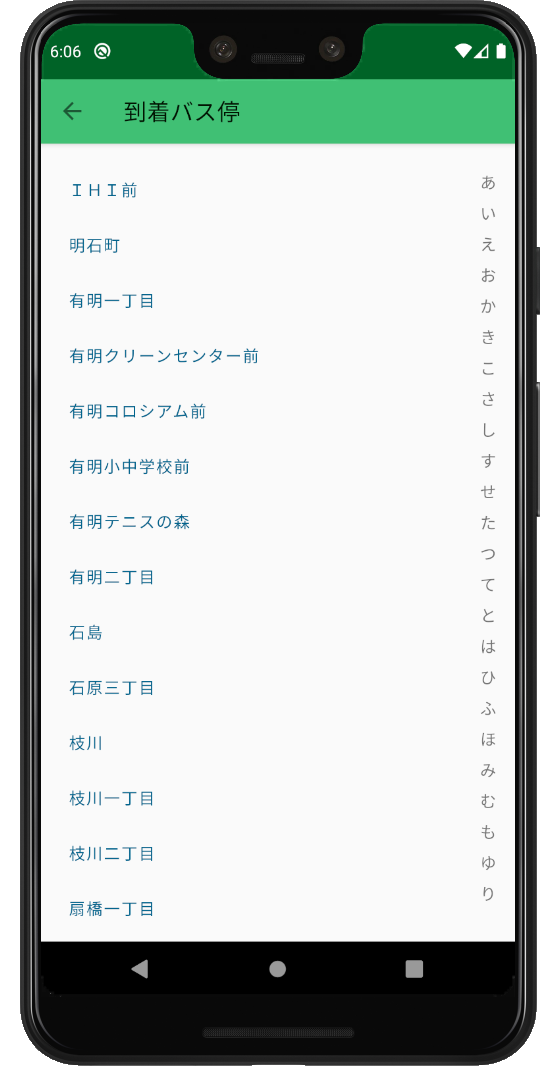 6:06
到着バス停
ＩＨＩ前
明石町
有明一丁目
有明クリーンセンター前
有明コロシアム前
有明小中学校前
有明テニスの森
有明二丁目
石島
石原三丁目
枝川
枝川一丁目
枝川二丁目
扇橋一丁目
あ
い
え
お
か
き
こ
さ
し
す
せ
た
つ
て
と
は
ひ
ふ
ほ
み
む
も
ゆ
り